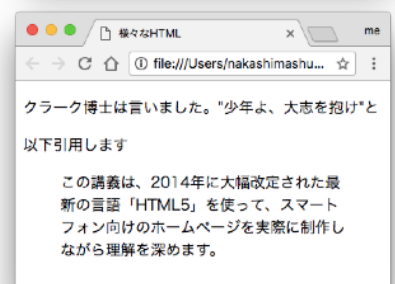 様々なHTML
me
file:///Users/nakashimashu...
クラーク博士は言いました。"少年よ、大志を抱け"と
以下引用します
この講義は、2014年に大幅改定された最
新の言語「HTML5」を使って、スマート
フォン向けのホームページを実際に制作し
ながら理解を深めます。